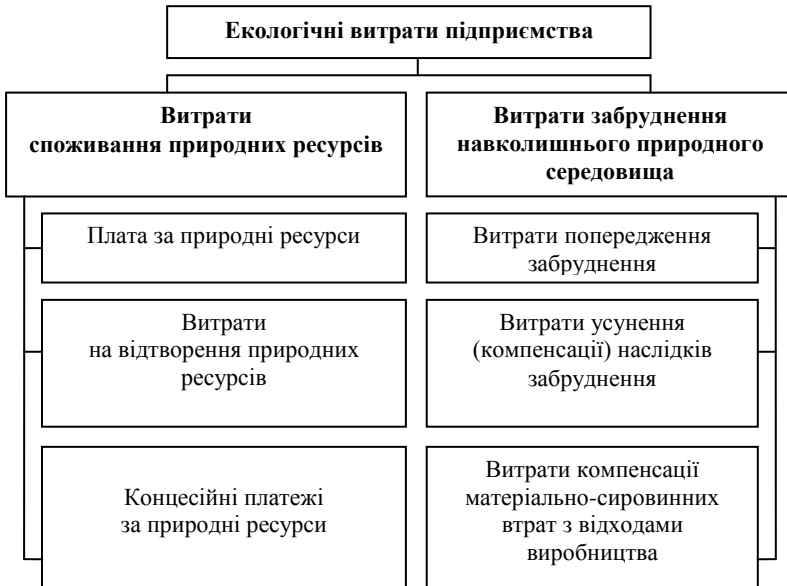 Екологічні витрати підприємства
Витрати
споживання природних ресурсів
Витрати забруднення
навколишнього природного
середовища
Плата за природні ресурси
Витрати попередження
забруднення
Витрати
на відтворення природних
ресурсів
Витрати усунення
(компенсації) наслідків
забруднення
Концесійні платежі
за природні ресурси
Витрати компенсації
матеріально-сировинних
втрат з відходами
виробництва